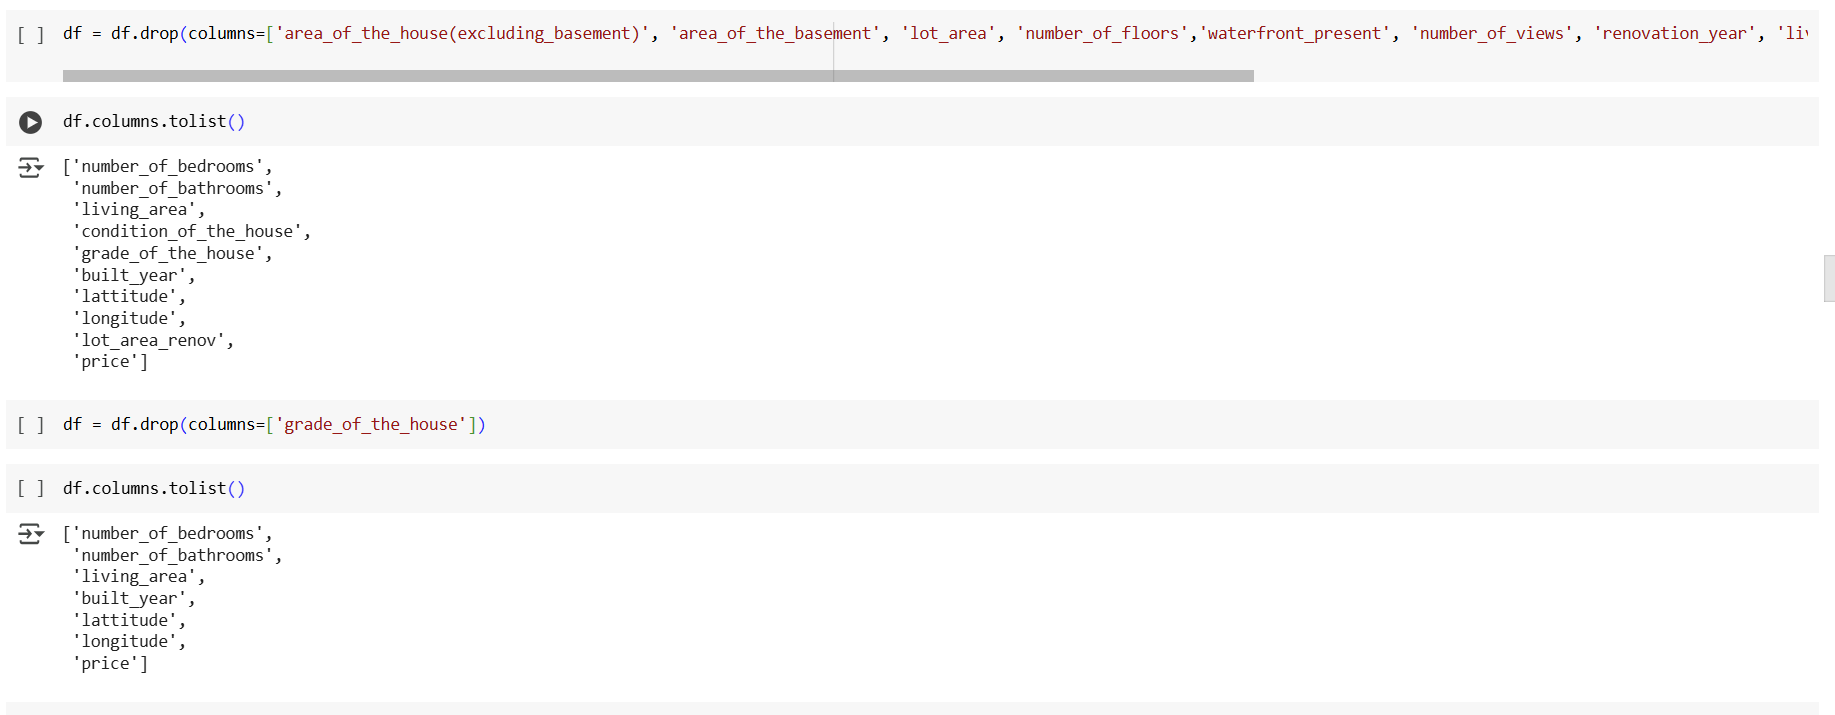 [ ] df = df.drop(columns=['area_of_the_house(excluding_basement)', 'area_of_the_basement', 'lot_area', 'number_of_floors','waterfront_present', 'number_of_views', 'renovation_year', 'liv
df.columns.tolist()
['number_of_bedrooms',
'number_of_bathrooms',
'living_area',
'condition_of_the_house',
'grade_of_the_house',
'built_year',
'lattitude',
'longitude',
'lot_area_renov',
'price']
[ ] df = df.drop(columns=['grade_of_the_house'])
[ ] df.columns.tolist()
['number_of_bedrooms',
'number_of_bathrooms',
'living_area',
'built_year',
'lattitude',
'longitude',
'price']